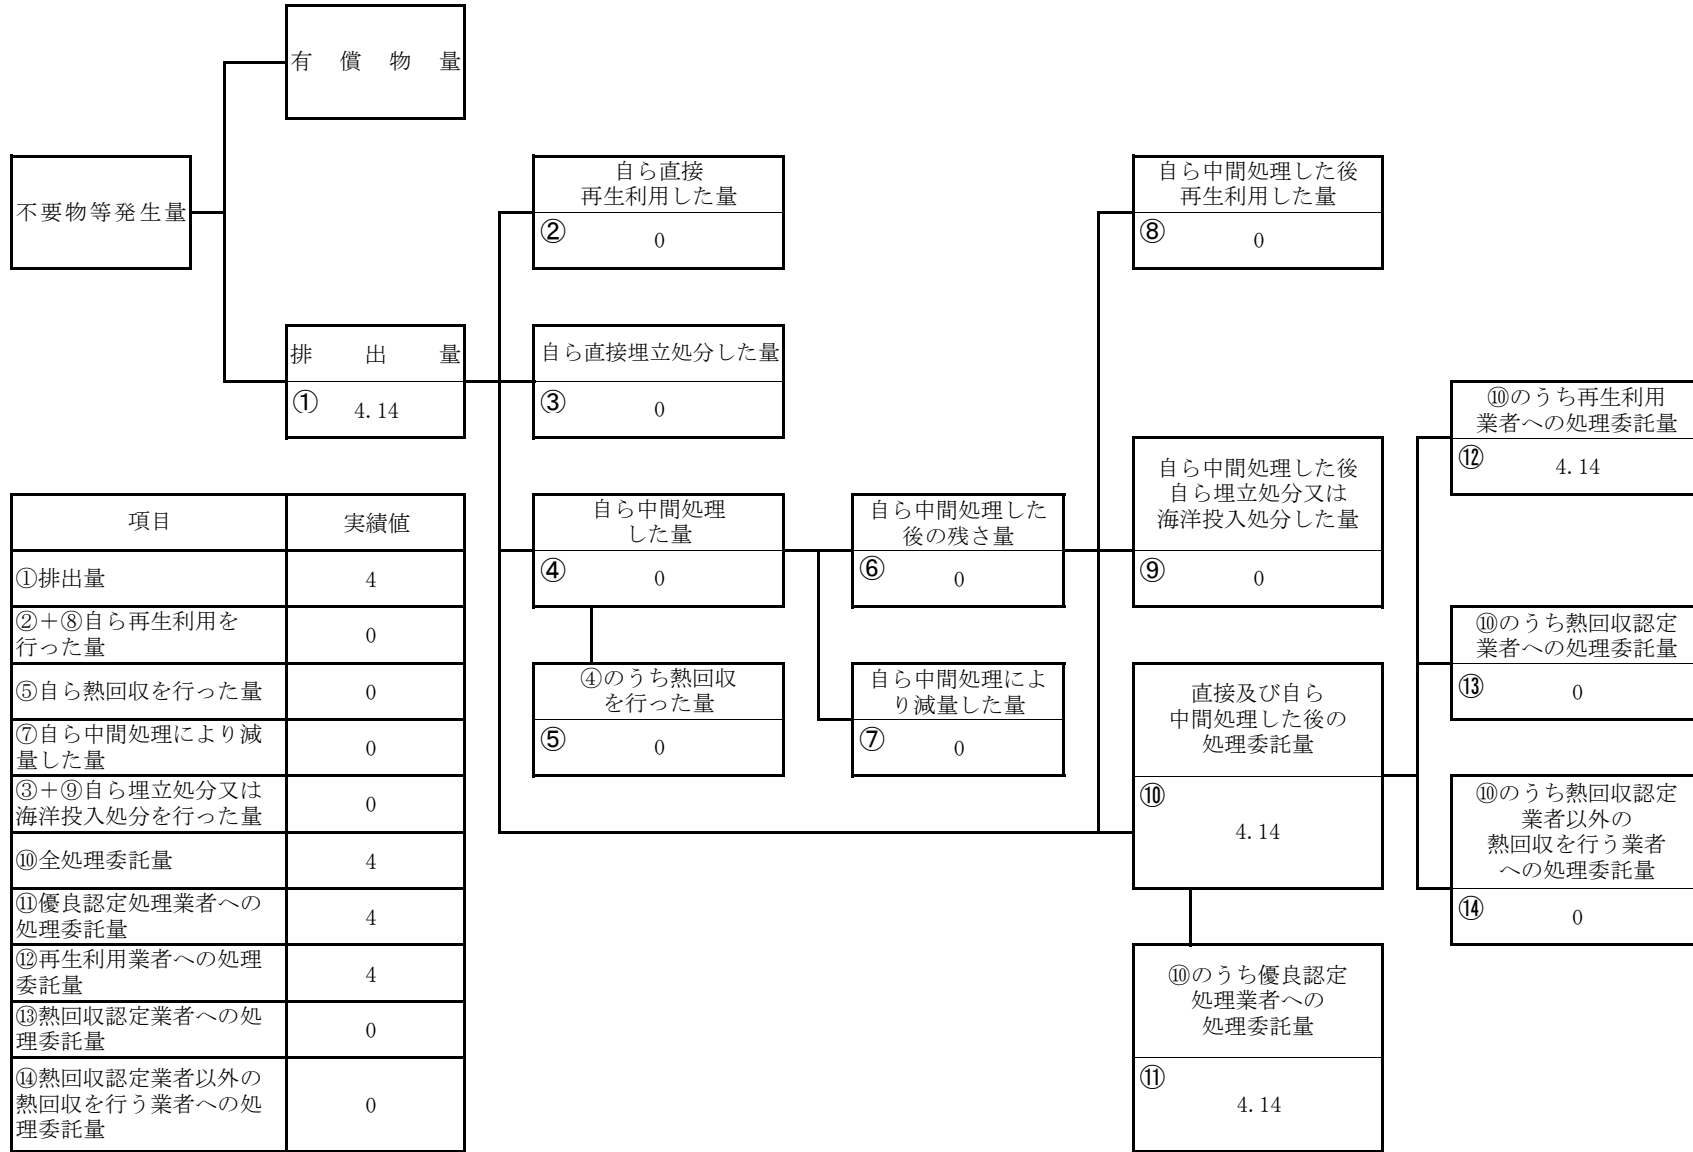 有償物量
不要物等発生量
自ら直接
再生利用した量
② 0
自ら中間処理した後
再生利用した量
⑧ 0
排出量
① 4.14
自ら直接埋立処分した量
③ 0
⑩のうち再生利用
業者への処理委託量
⑫ 4.14
自ら中間処理
した量
④ 0
自ら中間処理した
後の残さ量
⑥ 0
自ら中間処理した後
自ら埋立処分又は
海洋投入処分した量
⑨ 0
④のうち熱回収
を行った量
⑤ 0
自ら中間処理によ
り減量した量
⑦ 0
直接及び自ら
中間処理した後の
処理委託量
⑩
4.14
⑩のうち熱回収認定
業者への処理委託量
⑬ 0
⑩のうち熱回収認定
業者以外の
熱回収を行う業者
への処理委託量
⑭ 0
⑩のうち優良認定
処理業者への
処理委託量
⑪
4.14
項目 実績値
①排出量 4
②+⑧自ら再生利用を
行った量 0
⑤自ら熱回収を行った量 0
⑦自ら中間処理により減
量した量 0
③+⑨自ら埋立処分又は
海洋投入処分を行った量 0
⑩全処理委託量 4
⑪優良認定処理業者への
処理委託量 4
⑫再生利用業者への処理
委託量 4
⑬熱回収認定業者への処
理委託量 0
⑭熱回収認定業者以外の
熱回収を行う業者への処
理委託量 0